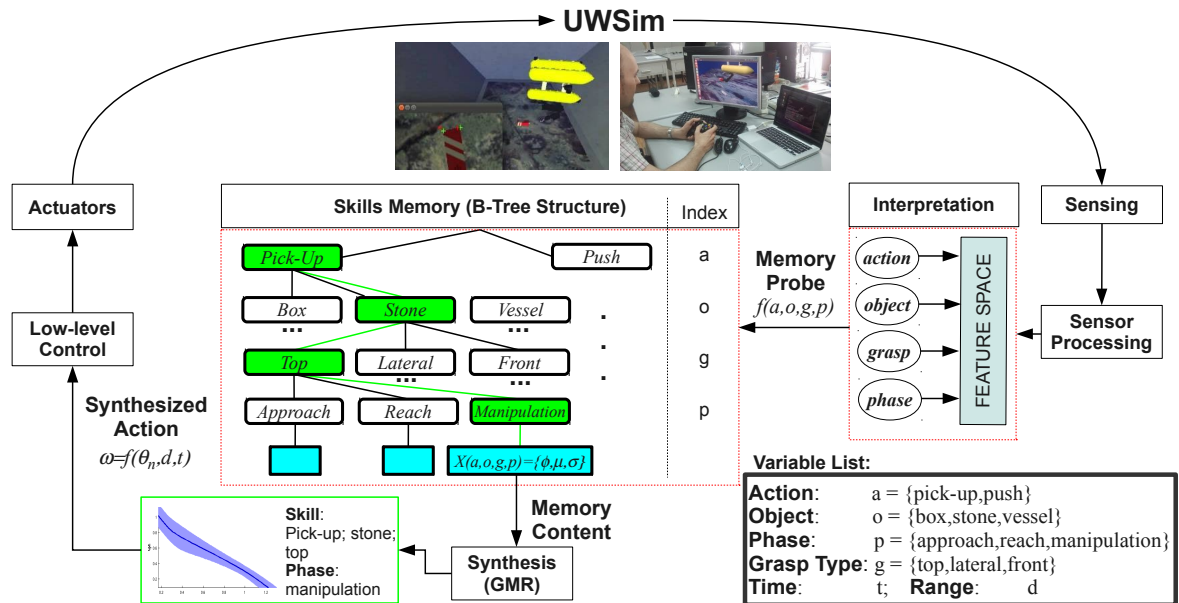 UWSim
Actuators
Skills Memory (B-Tree Structure)
Index
Interpretation
Sensing
Pick-Up
Push
a
Memory
Probe
f(a,o,g,p)
action
object
grasp
phase
FEATURE SPACE
Box
...
Stone
Vessel
...
o
Low-level
Control
Sensor
Processing
Top
Lateral
...
Front
...
g
Synthesized
Action
ω=f(θn,d,t)
Approach
Reach
Manipulation
p
X(a,o,g,p)={ϕ,μ,σ}
Variable List:
Action: a = {pick-up,push}
Object: o = {box,stone,vessel}
Phase: p = {approach,reach,manipulation}
Grasp Type: g = {top,lateral,front}
Time t; Range: d
Memory
Content
Skill:
Pick-up; stone;
top
Phase:
manipulation
Synthesis
(GMR)